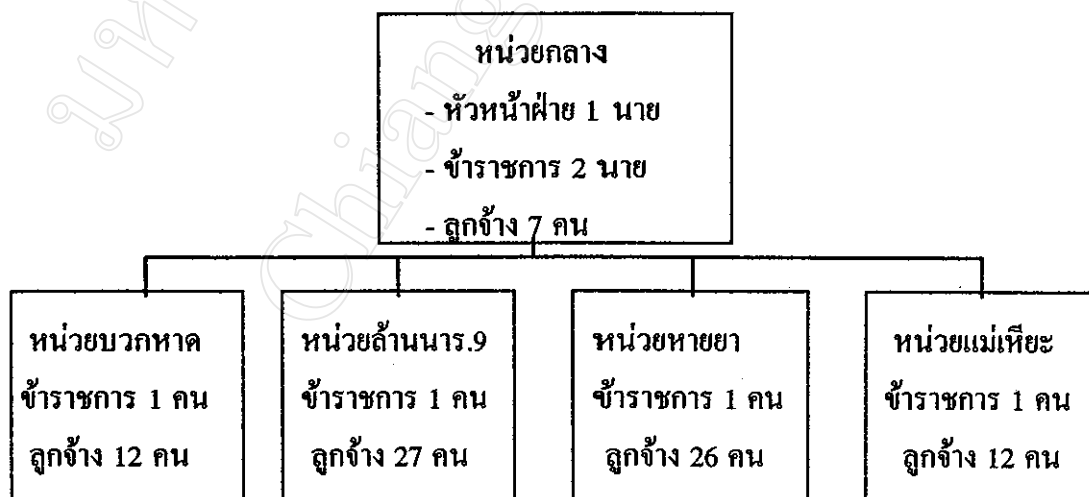 หน่วยกลาง
- หัวหน้าฝ่าย 1 นาย
- ข้าราชการ 2 นาย
- ลูกจ้าง 7 คน
หน่วยบวกหาด
ข้าราชการ 1 คน
ลูกจ้าง 12 คน
หน่วยล้านนาร.9
ข้าราชการ 1 คน
ลูกจ้าง 27 คน
หน่วยหายยา
ข้าราชการ 1 คน
ลูกจ้าง 26 คน
หน่วยแม่เหียะ
ข้าราชการ 1 คน
ลูกจ้าง 12 คน
Chiang